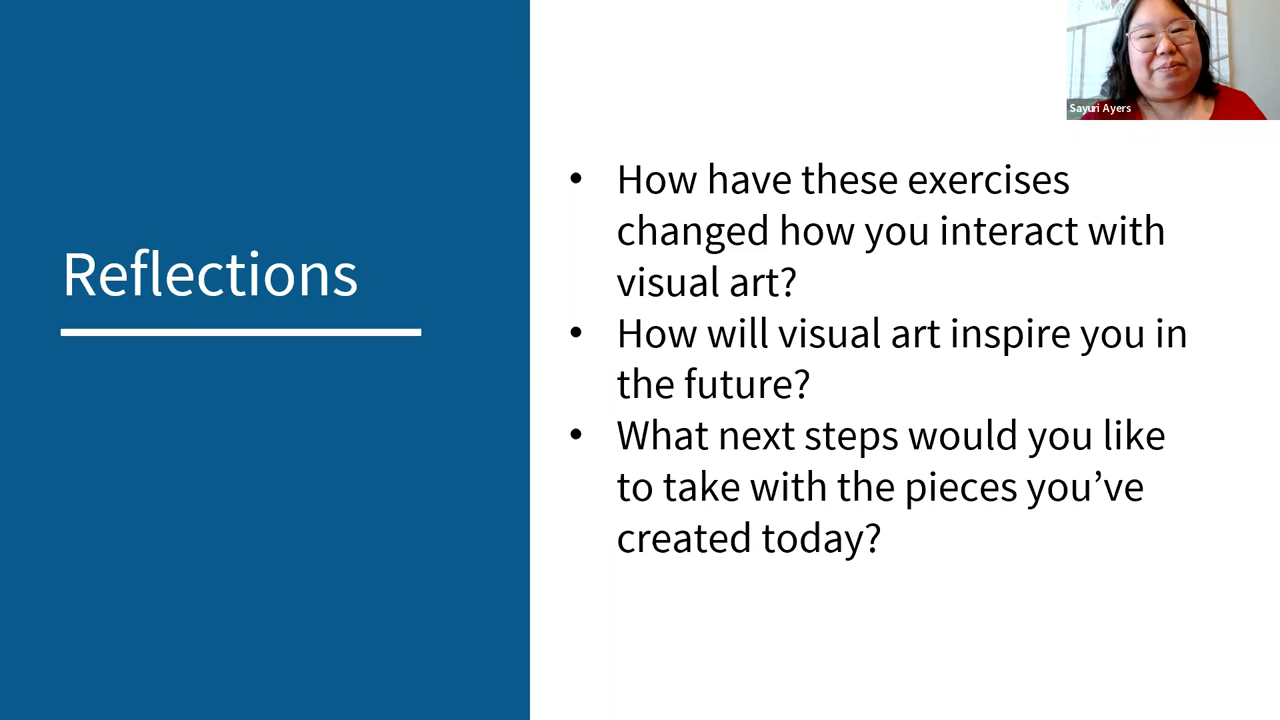 Sayuri Ayers
Reflections
• How have these exercises
changed how you interact with
visual art?
• How will visual art inspire you in
the future?
• What next steps would you like
to take with the pieces you’ve
created today?